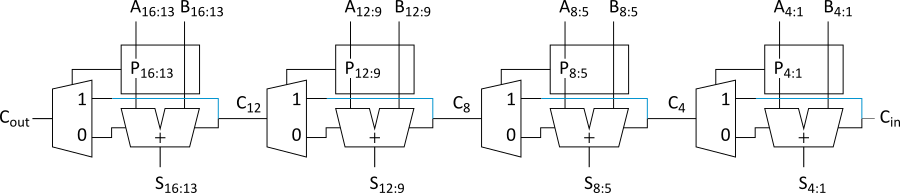 A16:13 B16:13 A12:9 B12:9 A8:5 B8:5 A4:1 B4:1
P16:13 P12:9 P8:5 P4:1
1 C12 1 C8 1 C4 1
Cout Cin
0 + 0 + 0 + 0 +
S16:13 S12:9 S8:5 S4:1